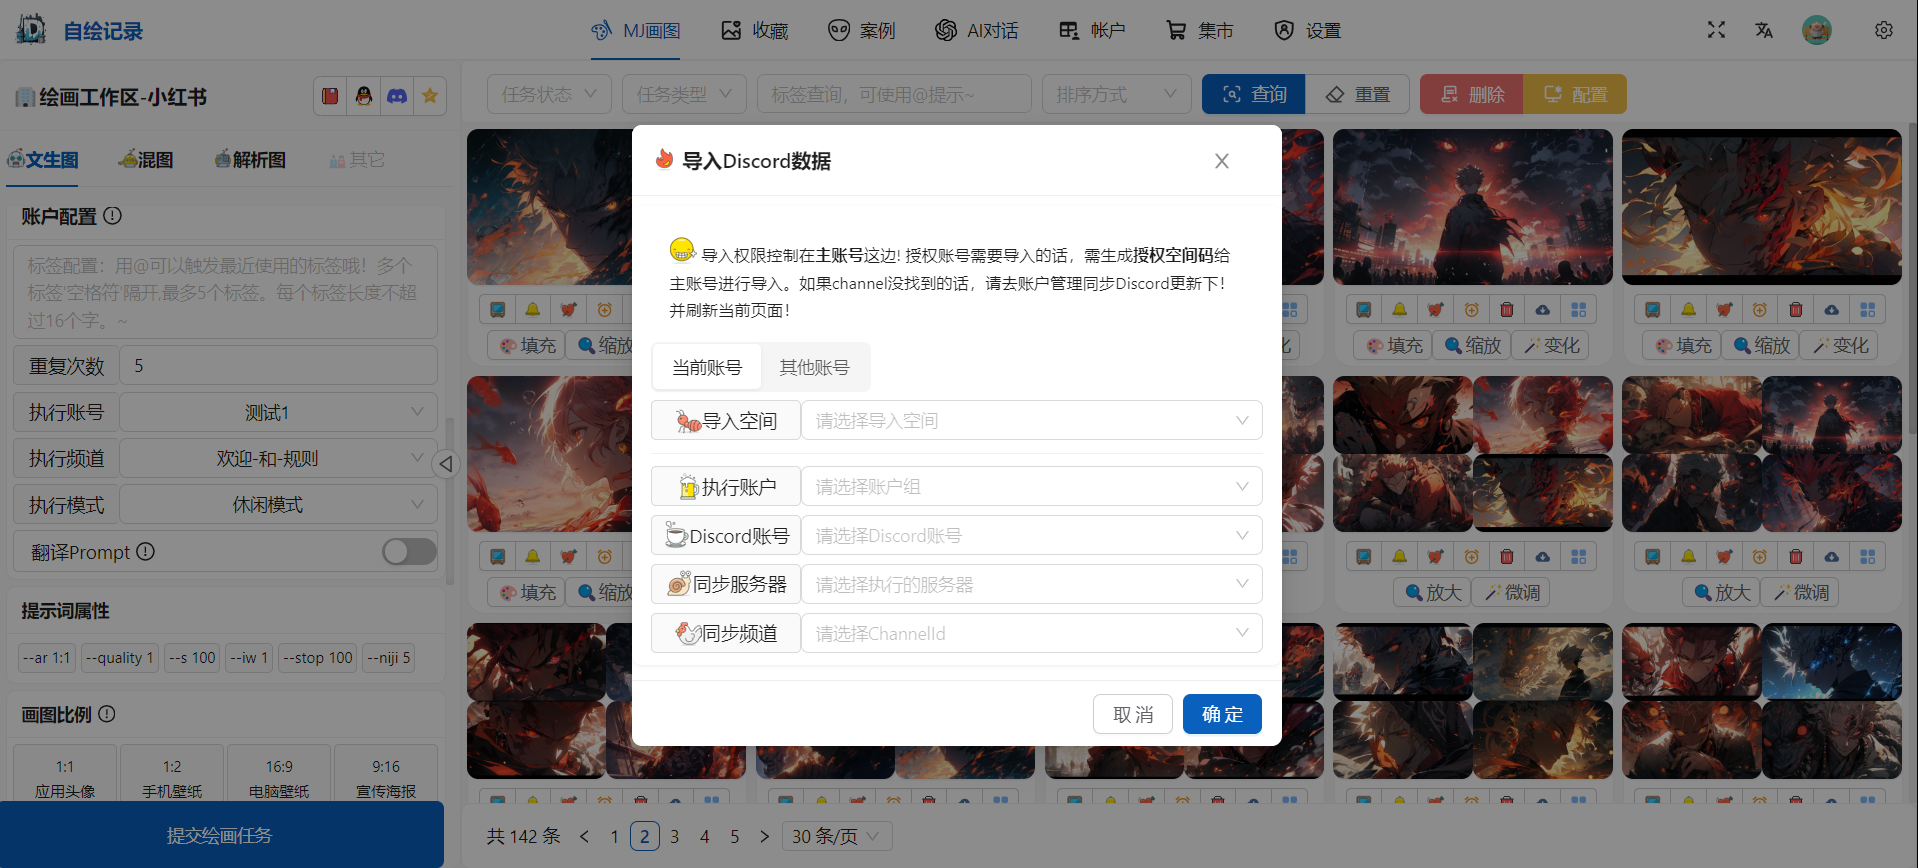 自绘记录
MJ画图
收藏
案例
AI对话
帐户
集市
设置
绘画工作区-小红书
任务状态
任务类型
标签查询，可使用@提示~
排序方式
查询
重置
删除
配置
文生图
混图
解析图
其它
账户配置
标签配置：用@可以触发最近使用的标签哦！多个
标签'空格符'隔开,最多5个标签。每个标签长度不超
过16个字。~
重复次数
5
执行账号
测试1
执行频道
欢迎-和-规则
执行模式
休闲模式
翻译Prompt
提示词属性
--ar 1:1
--quality 1
--s 100
--iw 1
--stop 100
--niji 5
画图比例
1:1
应用头像
1:2
手机壁纸
16:9
电脑壁纸
9:16
宣传海报
提交绘画任务
导入Discord数据
导入权限控制在主账号这边! 授权账号需要导入的话，需生成授权空间码给
主账号进行导入。如果channel没找到的话，请去账户管理同步Discord更新下！
并刷新当前页面！
当前账号
其他账号
导入空间
请选择导入空间
执行账户
请选择账户组
Discord账号
请选择Discord账号
同步服务器
请选择执行的服务器
同步频道
请选择ChannelId
取 消
确 定
填充
缩放
化
填充
缩放
变化
填充
缩放
变化
填充
缩放
放大
微调
放大
微调
共 142 条
1
2
3
4
5
30 条/页